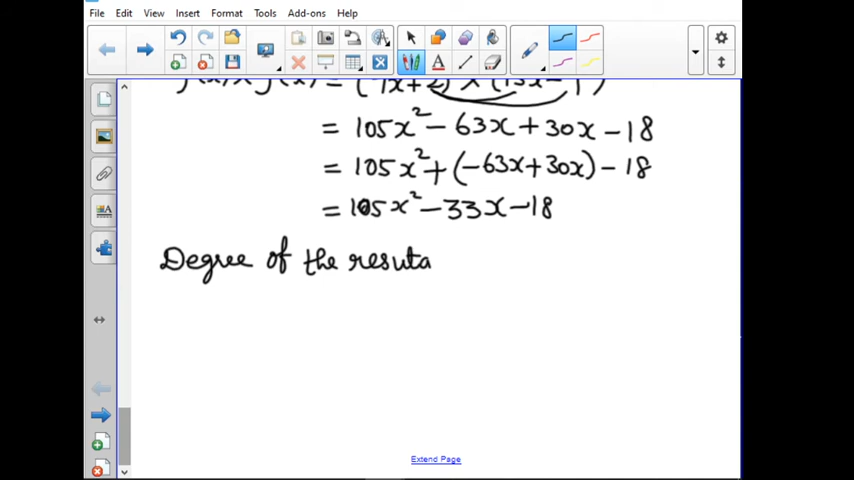 File Edit View Insert Format Tools Add-ons Help
= 105x² - 63x + 30x - 18
= 105x² + (-63x + 30x) - 18
= 105x² - 33x - 18
Degree of the resuta
Extend Page